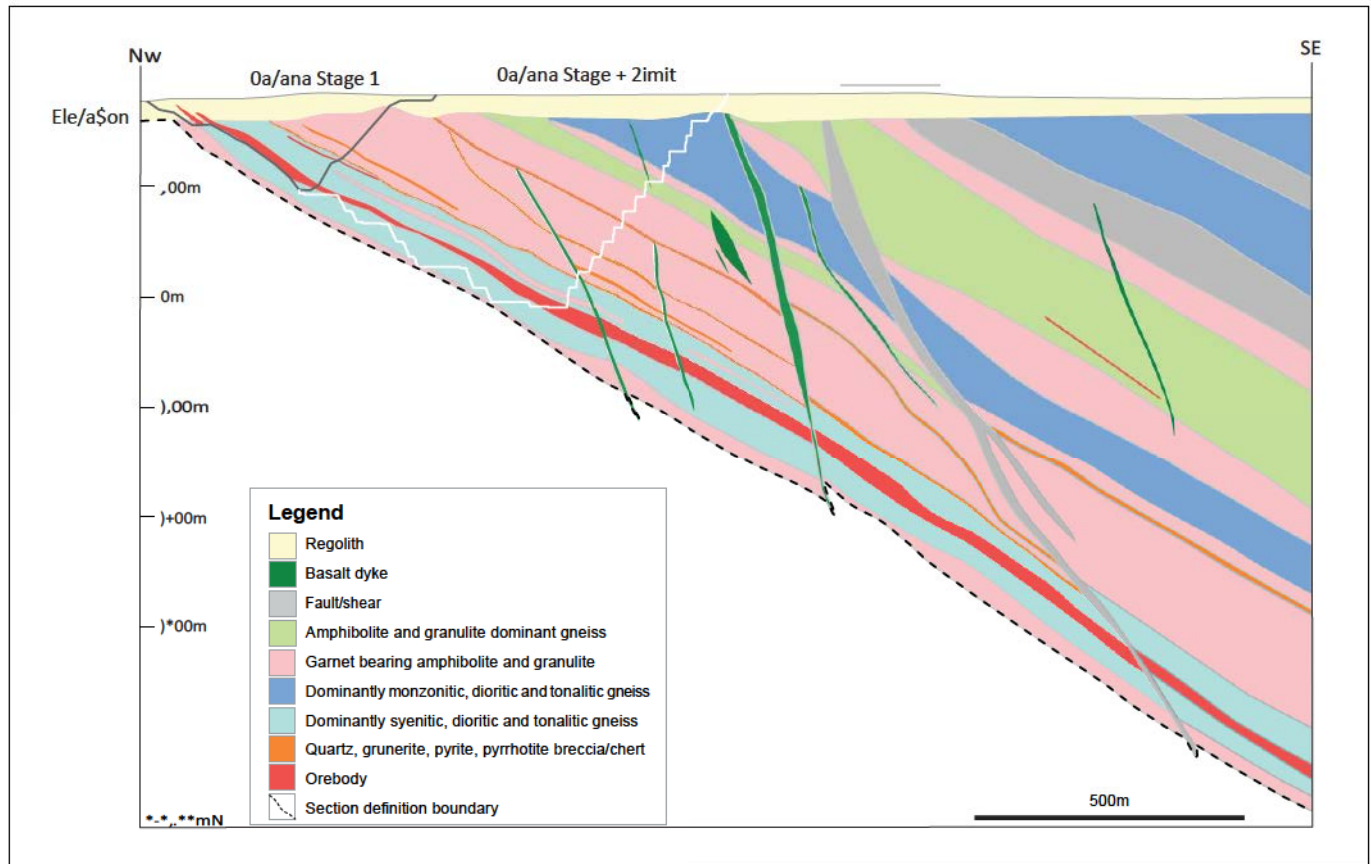 Nw
SE
0a/ana Stage 1
0a/ana Stage + 2imit
Ele/a$on
,00m
0m
),00m
)+00m
)*00m
Legend
Regolith
Basalt dyke
Fault/shear
Amphibolite and granulite dominant gneiss
Garnet bearing amphibolite and granulite
Dominantly monzonitic, dioritic and tonalitic gneiss
Dominantly syenitic, dioritic and tonalitic gneiss
Quartz, grunerite, pyrite, pyrrhotite breccia/chert
Orebody
Section definition boundary
500m
*-*,.**mN